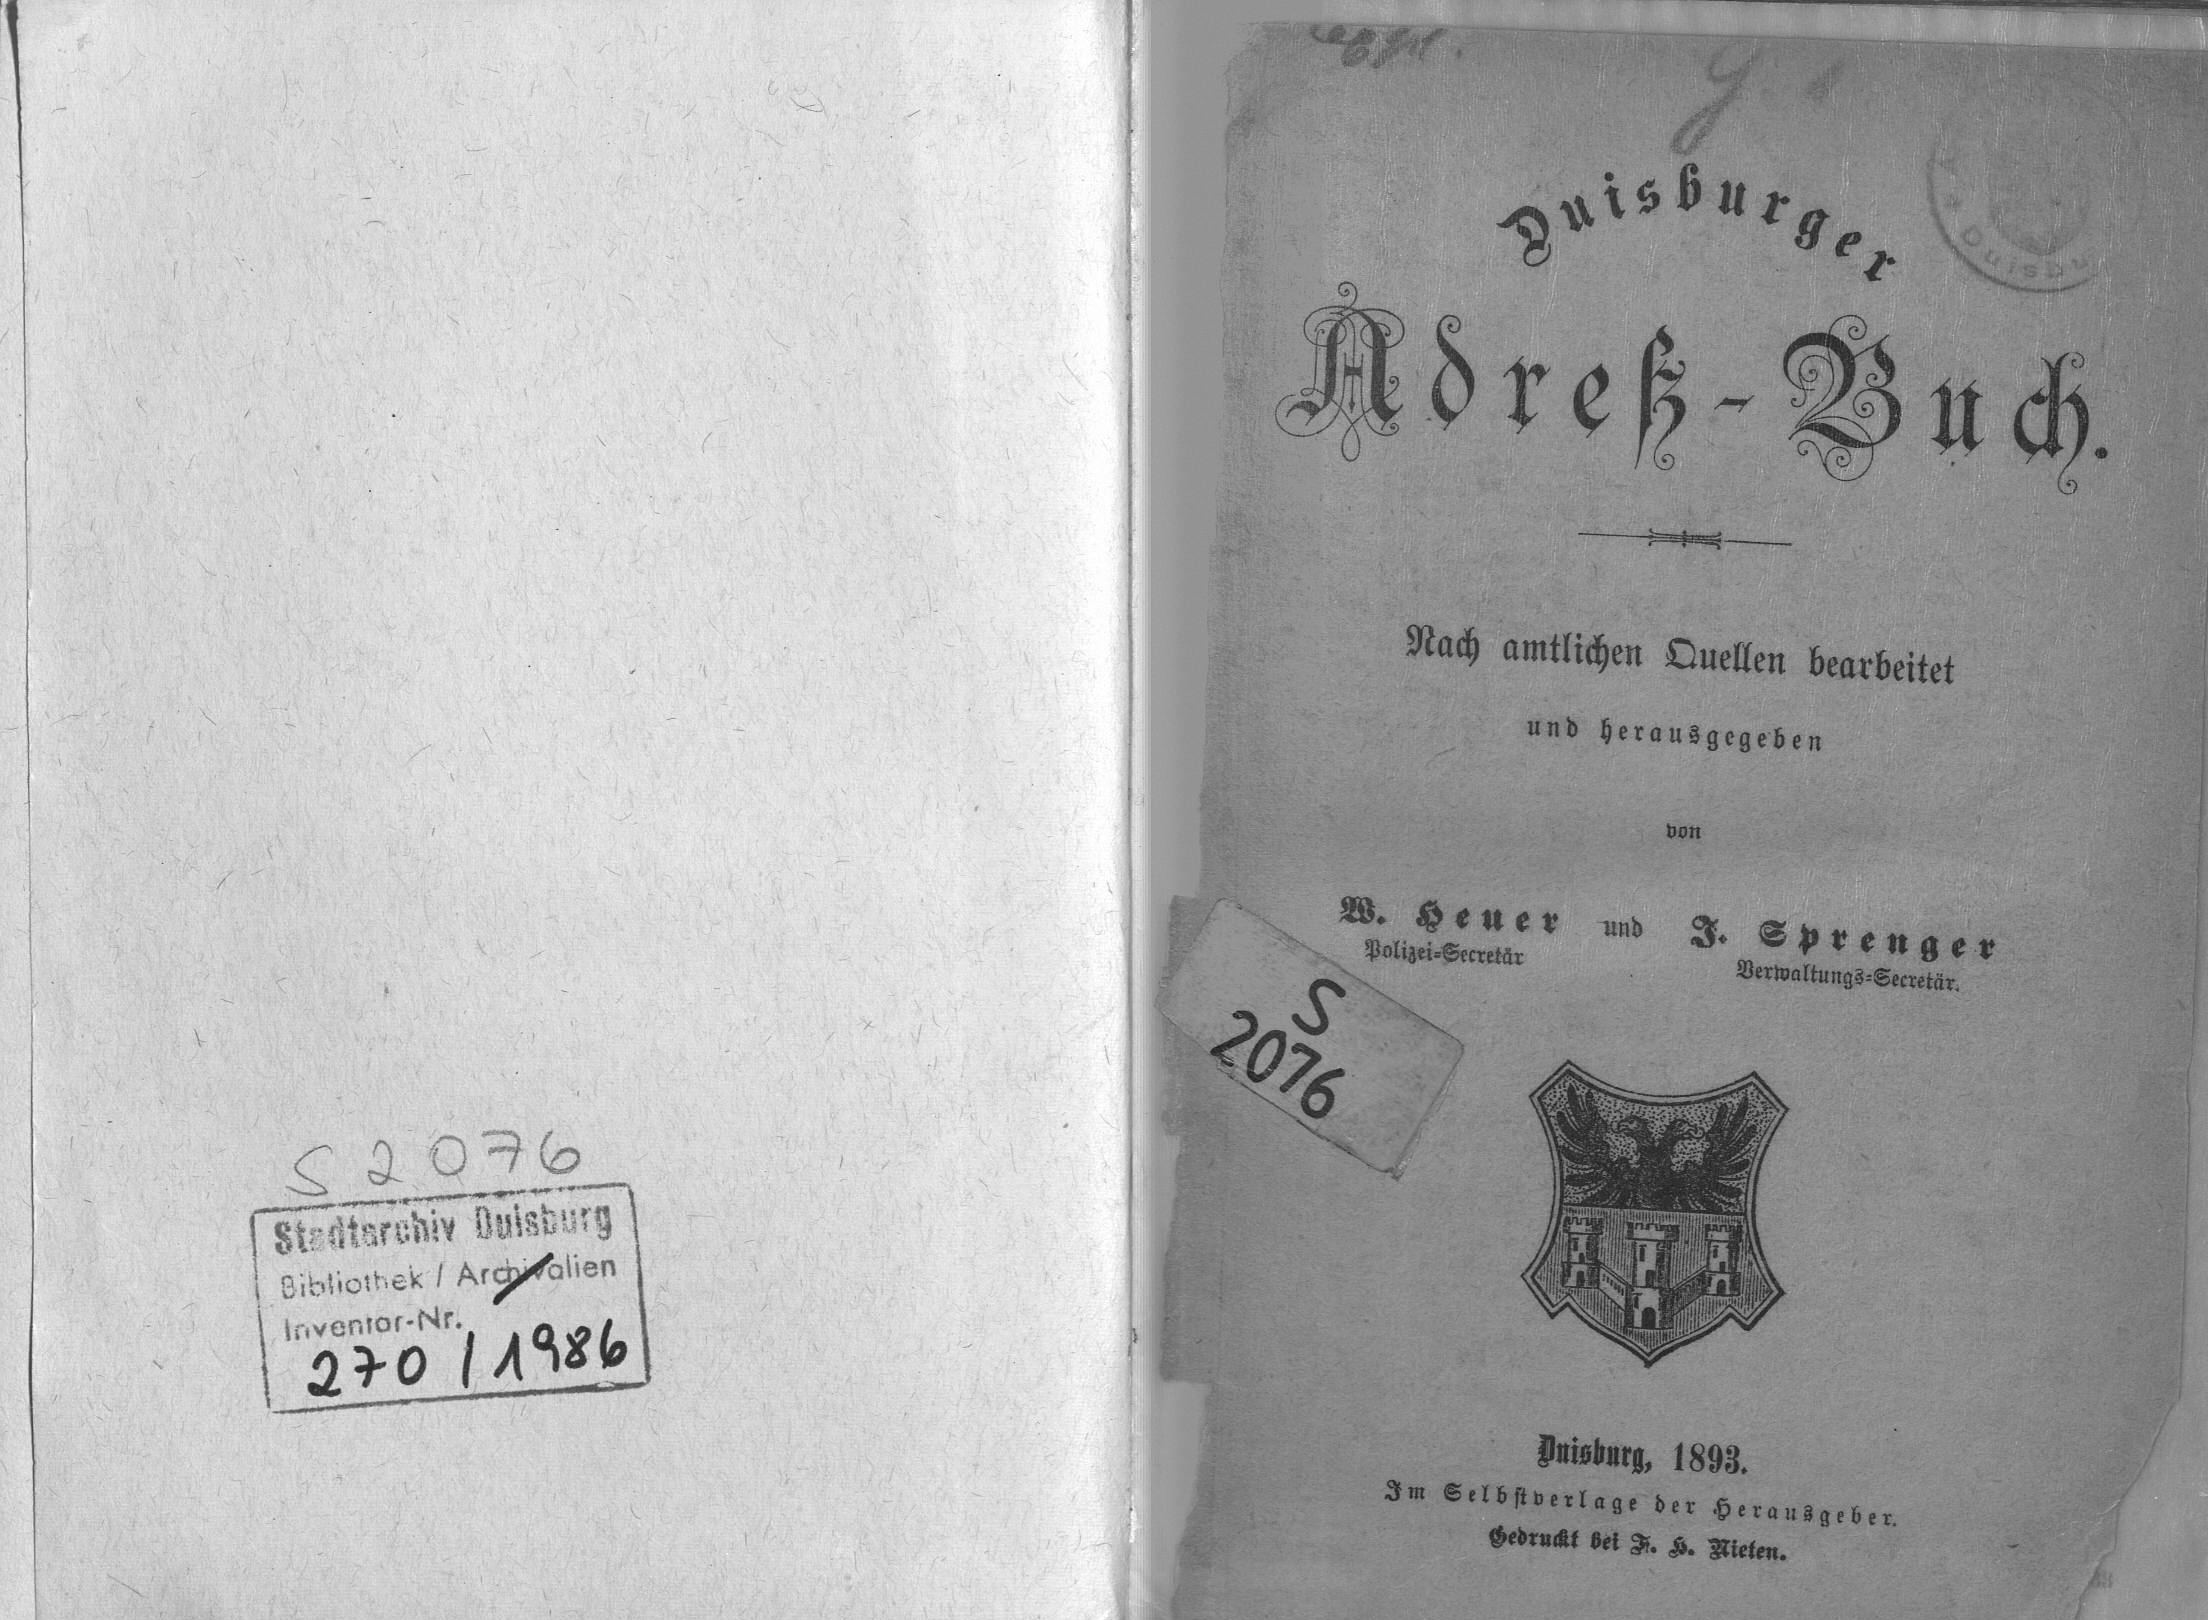 S 2076
Stadtarchiv Duisburg
Bibliothek / Archivalien
Inventar-Nr.
270 / 1986
Duisburger
Adreß-Buch.
Nach amtlichen Quellen bearbeitet
und herausgegeben
von
W. Heuer und J. Sprenger
Polizei=Secretär
Verwaltungs=Secretär.
S
2076
Duisburg, 1893.
Im Selbstverlage der Herausgeber.
Gedruckt bei F. H. Nieten.